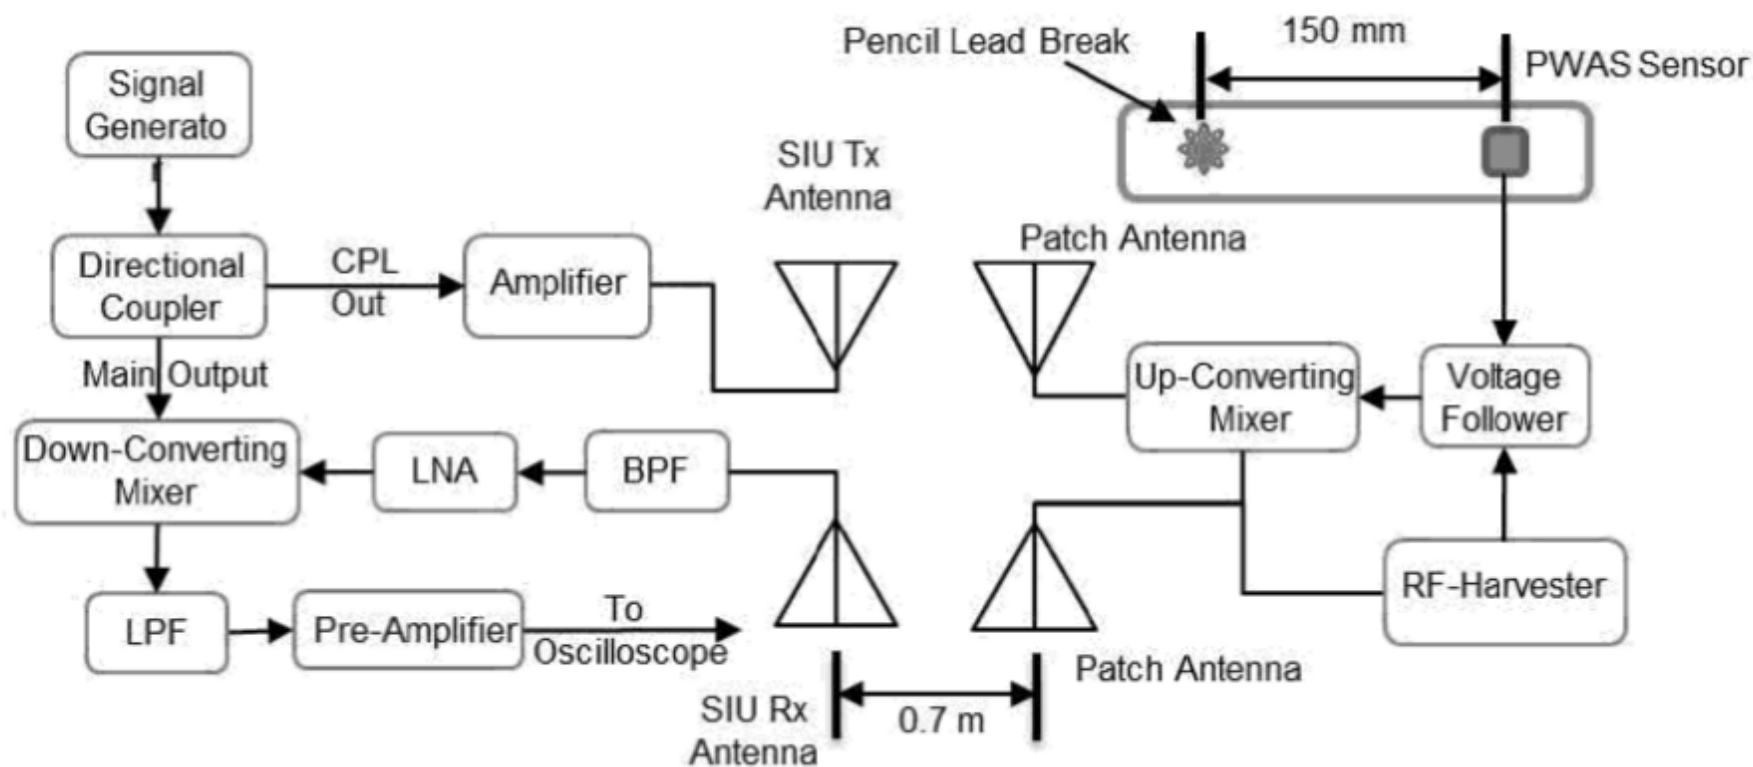 Signal
Generato
r
Directional
Coupler
CPL
Out
Amplifier
Main Output
Down-Converting
Mixer
LNA
BPF
LPF
Pre-Amplifier
To
Oscilloscope
SIU Tx
Antenna
SIU Rx
Antenna
0.7 m
Pencil Lead Break
150 mm
PWAS Sensor
Patch Antenna
Up-Converting
Mixer
Voltage
Follower
RF-Harvester
Patch Antenna